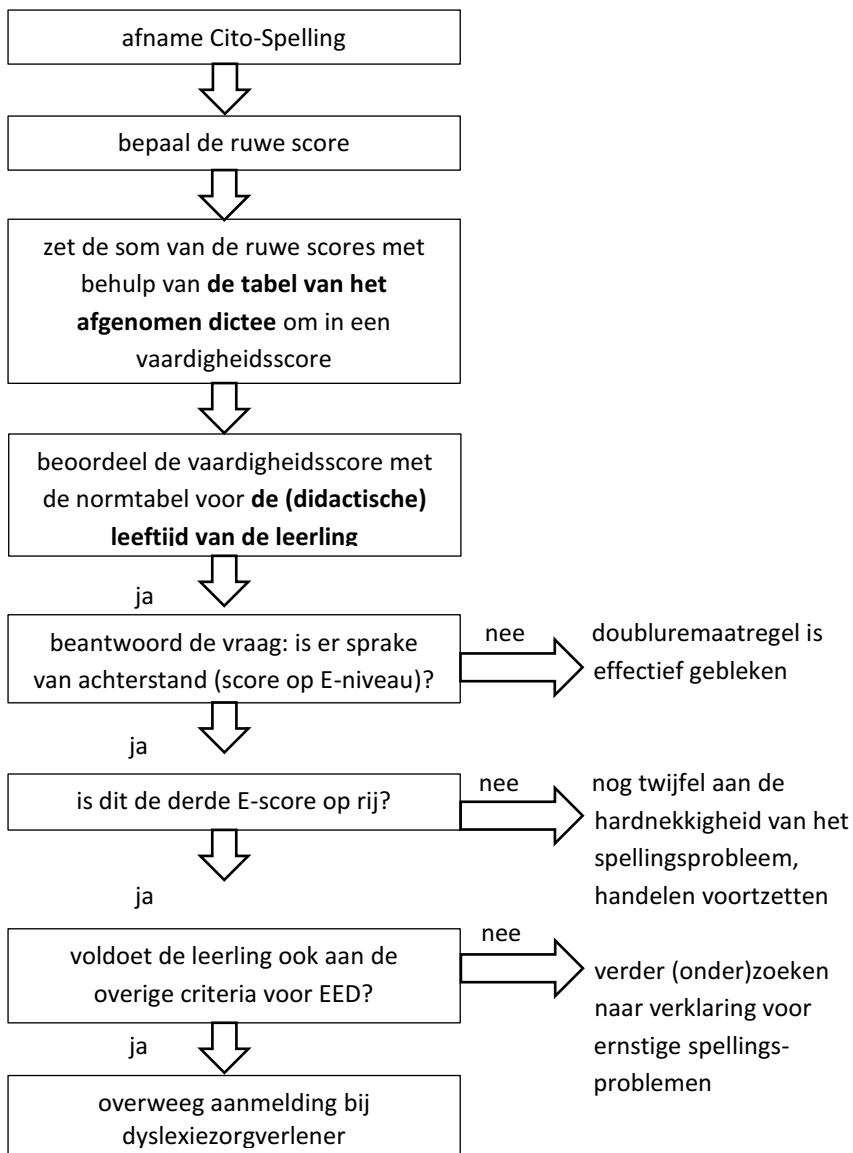 afname Cito-Spelling
bepaal de ruwe score
zet de som van de ruwe scores met
behulp van de tabel van het
afgenomen dictee om in een
vaardigheidsscore
beoordeel de vaardigheidsscore met
de normtabel voor de (didactische)
leeftijd van de leerling
ja
beantwoord de vraag: is er sprake
van achterstand (score op E-niveau)?
nee
doubluremaatregel is
effectief gebleken
ja
is dit de derde E-score op rij?
nee
nog twijfel aan de
hardnekkigheid van het
spellingsprobleem,
handelen voortzetten
ja
voldoet de leerling ook aan de
overige criteria voor EED?
nee
verder (onder)zoeken
naar verklaring voor
ernstige spellings-
problemen
ja
overweeg aanmelding bij
dyslexiezorgverlener